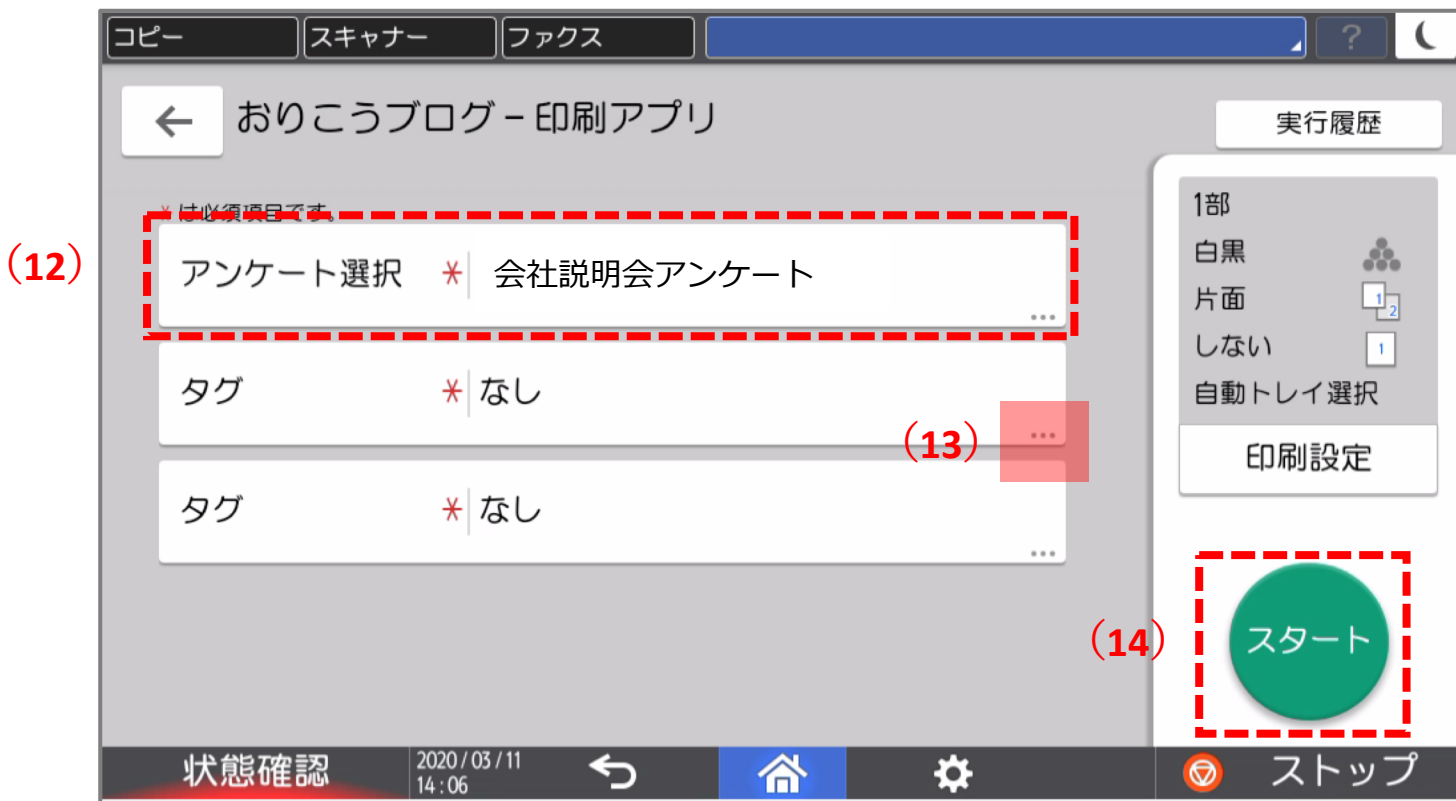 コピー スキャナー ファクス ?
← おりこうブログ – 印刷アプリ
実行履歴
* は必須項目です。
(12)
アンケート選択 * 会社説明会アンケート
...
タグ * なし
(13) ...
タグ * なし
...
1部
白黒
片面 1 2
しない 1
自動トレイ選択
印刷設定
(14) スタート
状態確認 2020 / 03 / 11
14 : 06
ストップ